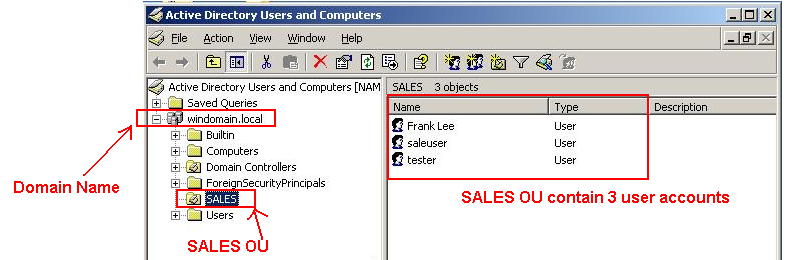 Active Directory Users and Computers
File Action View Window Help
Active Directory Users and Computers [NAM
Saved Queries
windomain.local
Builtin
Computers
Domain Controllers
ForeignSecurityPrincipals
SALES
Users
SALES 3 objects
Name Type Description
Frank Lee User
saleuser User
tester User
Domain Name
SALES OU
SALES OU contain 3 user accounts